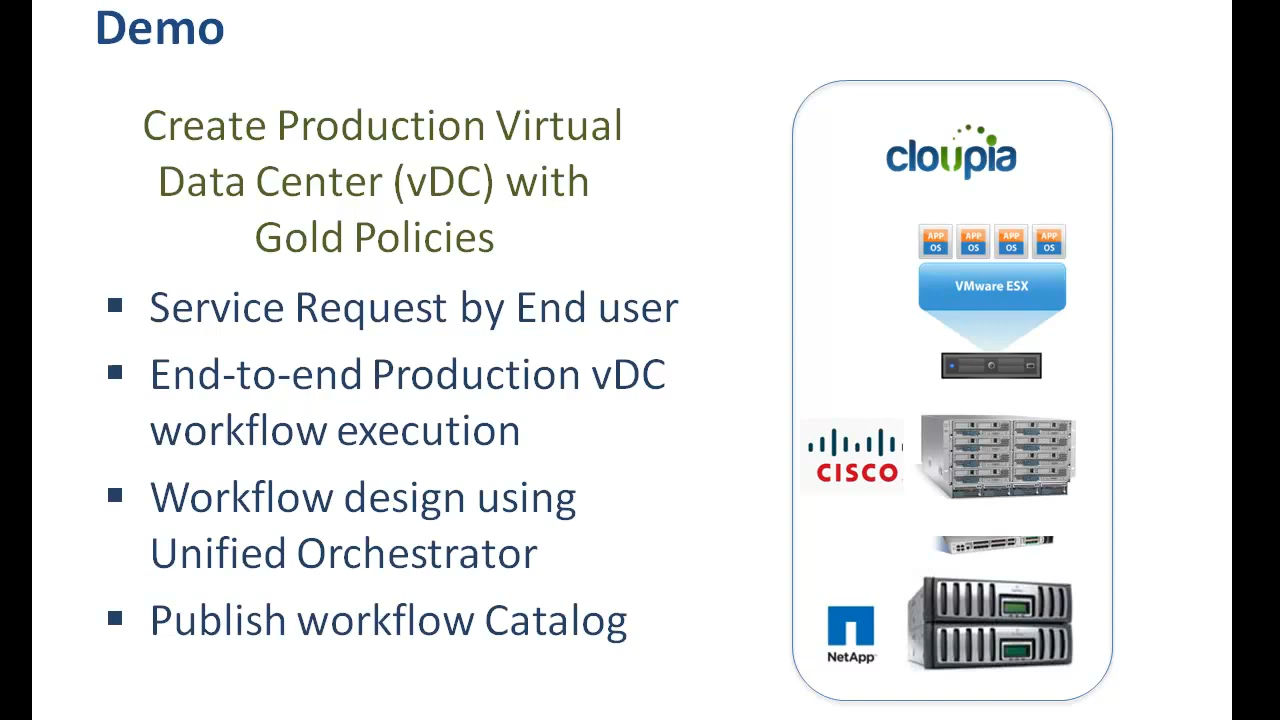 Demo
Create Production Virtual
Data Center (vDC) with
Gold Policies
Service Request by End user
End-to-end Production vDC
workflow execution
Workflow design using
Unified Orchestrator
Publish workflow Catalog
cloupia
APP APP APP APP
OS OS OS OS
VMware ESX
CISCO
NetApp